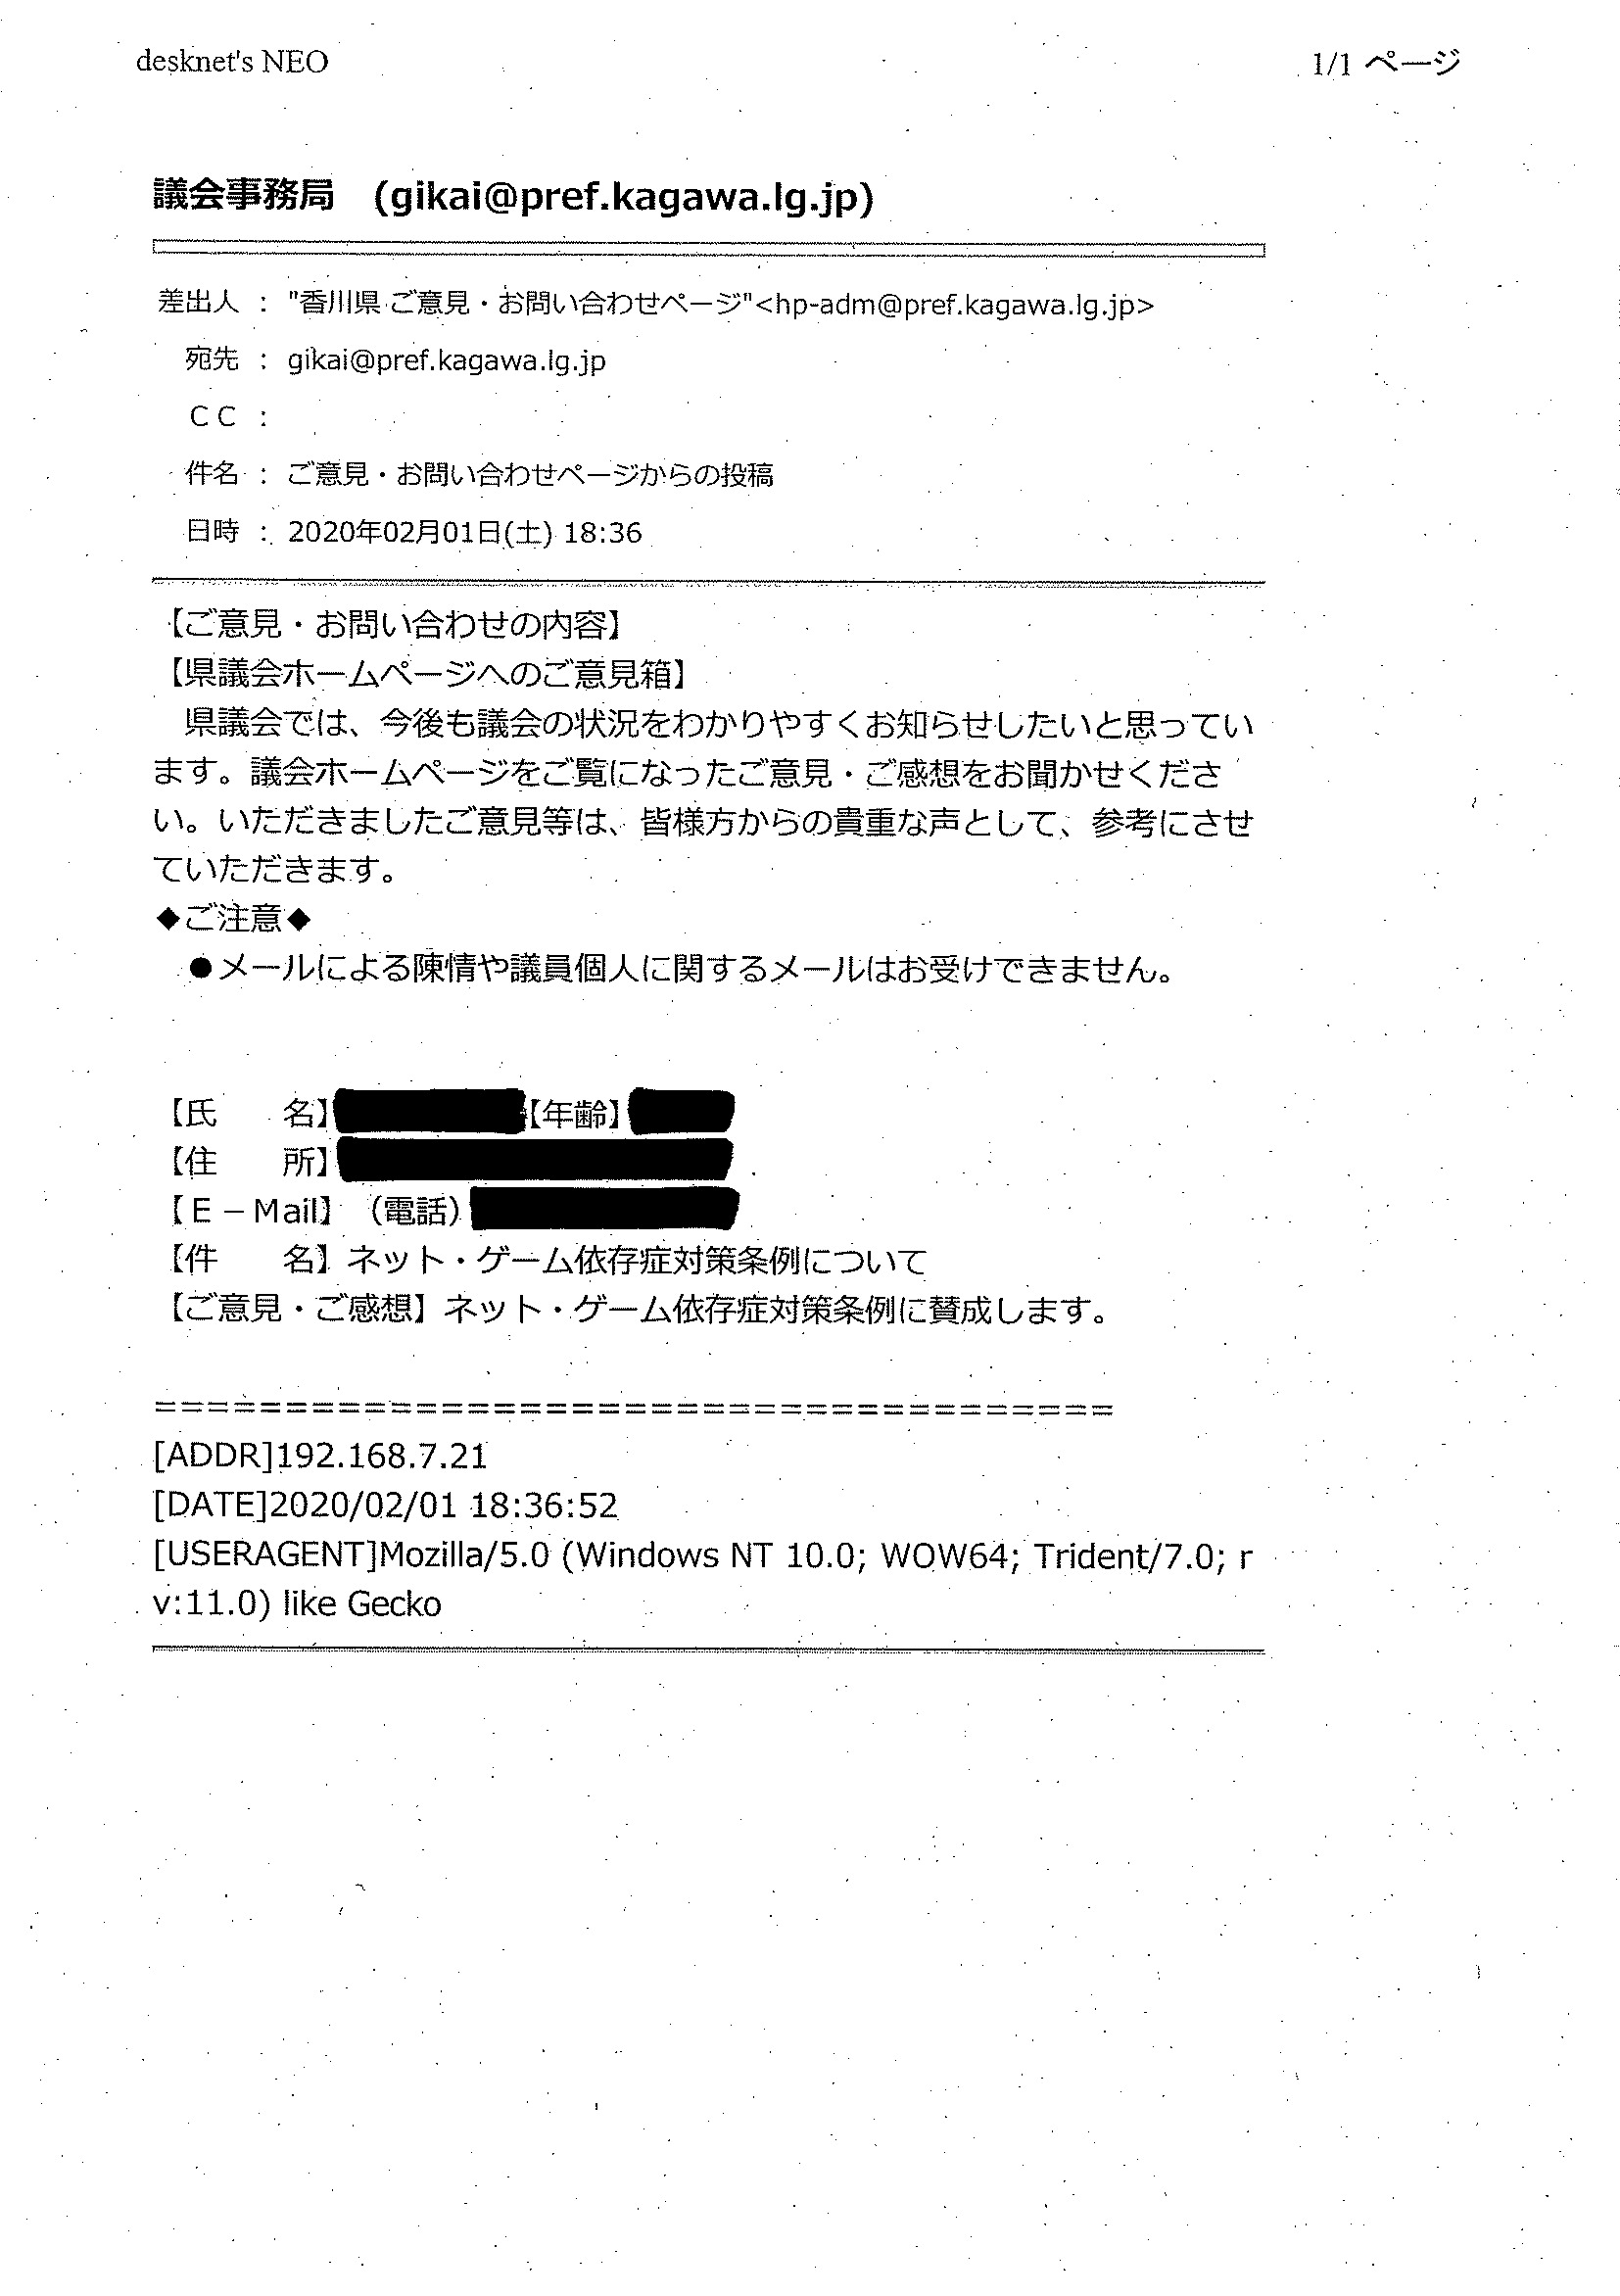 desknet's NEO
1/1 ページ
議会事務局 (gikai@pref.kagawa.lg.jp)
差出人 : "香川県 ご意見・お問い合わせページ"<hp-adm@pref.kagawa.lg.jp>
宛先 : gikai@pref.kagawa.lg.jp
CC :
件名 : ご意見・お問い合わせページからの投稿
日時 : 2020年02月01日(土) 18:36
【ご意見・お問い合わせの内容】
【県議会ホームページへのご意見箱】
県議会では、今後も議会の状況をわかりやすくお知らせしたいと思ってい
ます。議会ホームページをご覧になったご意見・ご感想をお聞かせくださ
い。いただきましたご意見等は、皆様方からの貴重な声として、参考にさせ
ていただきます。
◆ご注意◆
●メールによる陳情や議員個人に関するメールはお受けできません。
【氏　　名】【年齢】
【住　　所】
【E－Mail】（電話）
【件　　名】ネット・ゲーム依存症対策条例について
【ご意見・ご感想】ネット・ゲーム依存症対策条例に賛成します。
=====================================
[ADDR]192.168.7.21
[DATE]2020/02/01 18:36:52
[USERAGENT]Mozilla/5.0 (Windows NT 10.0; WOW64; Trident/7.0; r
v:11.0) like Gecko